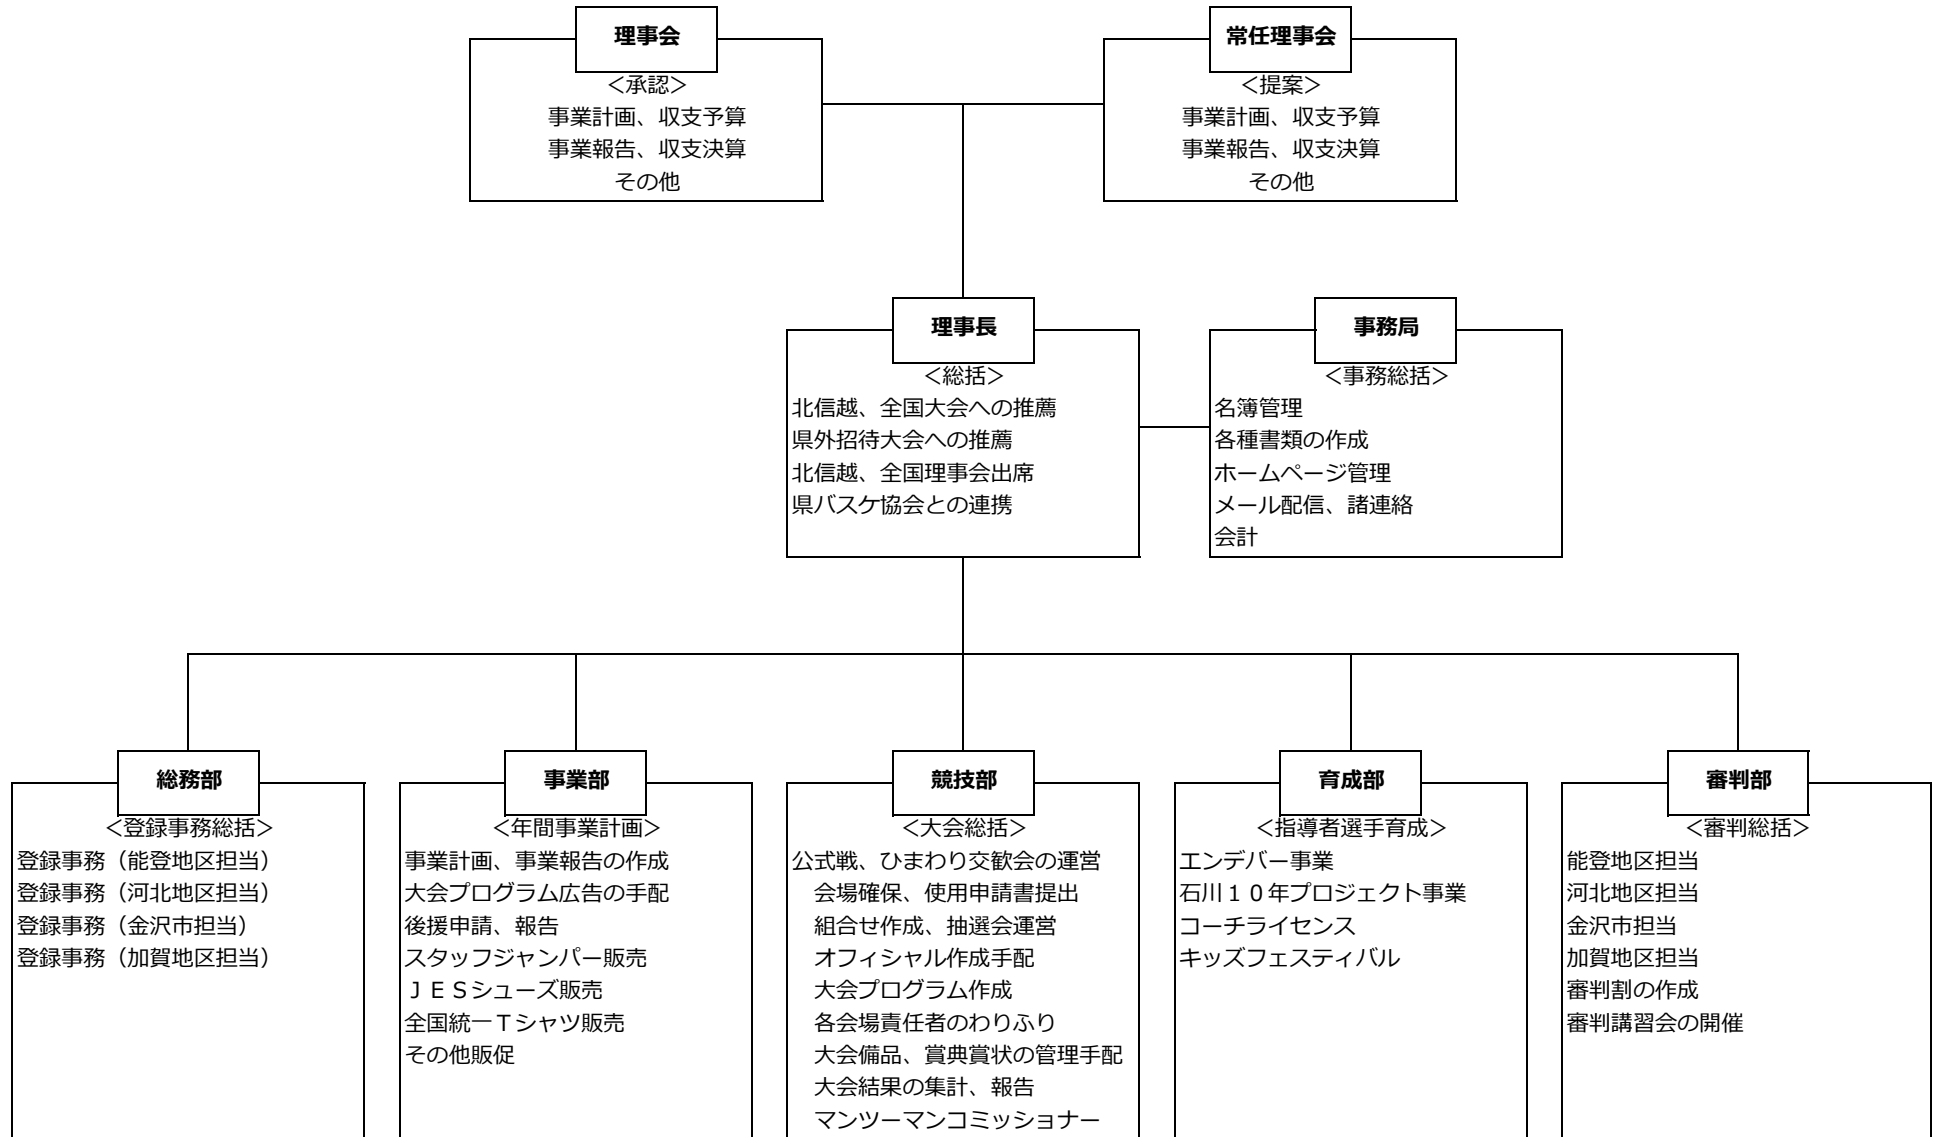 理事会
<承認>
事業計画、収支予算
事業報告、収支決算
その他
常任理事会
<提案>
事業計画、収支予算
事業報告、収支決算
その他
理事長
<総括>
北信越、全国大会への推薦
県外招待大会への推薦
北信越、全国理事会出席
県バスケ協会との連携
事務局
<事務総括>
名簿管理
各種書類の作成
ホームページ管理
メール配信、諸連絡
会計
総務部
<登録事務総括>
登録事務（能登地区担当）
登録事務（河北地区担当）
登録事務（金沢市担当）
登録事務（加賀地区担当）
事業部
<年間事業計画>
事業計画、事業報告の作成
大会プログラム広告の手配
後援申請、報告
スタッフジャンパー販売
ＪＥＳシューズ販売
全国統一Ｔシャツ販売
その他販促
競技部
<大会総括>
公式戦、ひまわり交歓会の運営
会場確保、使用申請書提出
組合せ作成、抽選会運営
オフィシャル作成手配
大会プログラム作成
各会場責任者のわりふり
大会備品、賞典賞状の管理手配
大会結果の集計、報告
マンツーマンコミッショナー
育成部
<指導者選手育成>
エンデバー事業
石川１０年プロジェクト事業
コーチライセンス
キッズフェスティバル
審判部
<審判総括>
能登地区担当
河北地区担当
金沢市担当
加賀地区担当
審判割の作成
審判講習会の開催